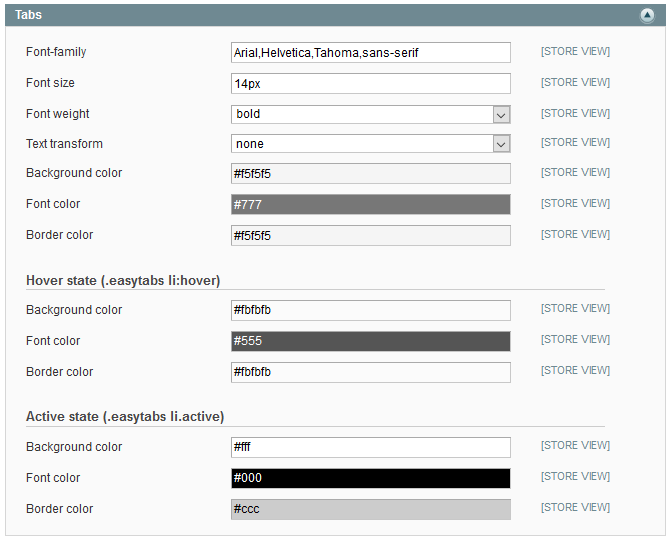 Tabs
Font-family Arial,Helvetica,Tahoma,sans-serif [STORE VIEW]
Font size 14px [STORE VIEW]
Font weight bold [STORE VIEW]
Text transform none [STORE VIEW]
Background color #f5f5f5 [STORE VIEW]
Font color #777 [STORE VIEW]
Border color #f5f5f5 [STORE VIEW]
Hover state (.easytabs li:hover)
Background color #fbfbfb [STORE VIEW]
Font color #555 [STORE VIEW]
Border color #fbfbfb [STORE VIEW]
Active state (.easytabs li.active)
Background color #fff [STORE VIEW]
Font color #000 [STORE VIEW]
Border color #ccc [STORE VIEW]